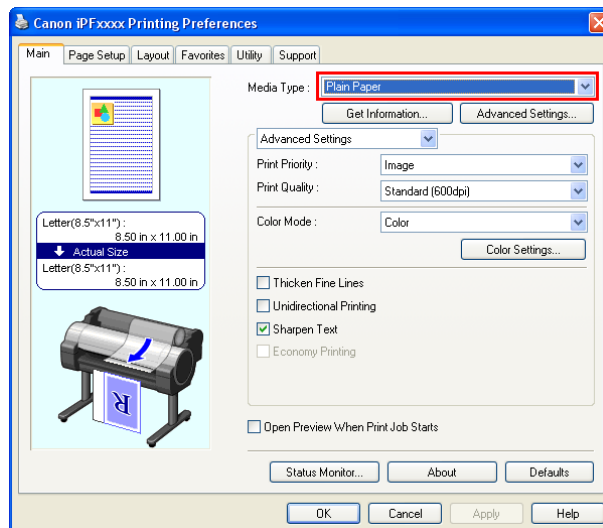 Canon iPFxxxx Printing Preferences
Main Page Setup Layout Favorites Utility Support
Media Type : Plain Paper
Get Information... Advanced Settings...
Advanced Settings
Print Priority : Image
Print Quality : Standard (600dpi)
Color Mode : Color
Color Settings...
Letter(8.5"x11") :
8.50 in x 11.00 in
Actual Size
Letter(8.5"x11") :
8.50 in x 11.00 in
Thicken Fine Lines
Unidirectional Printing
Sharpen Text
Economy Printing
R
Open Preview When Print Job Starts
Status Monitor... About Defaults
OK Cancel Apply Help